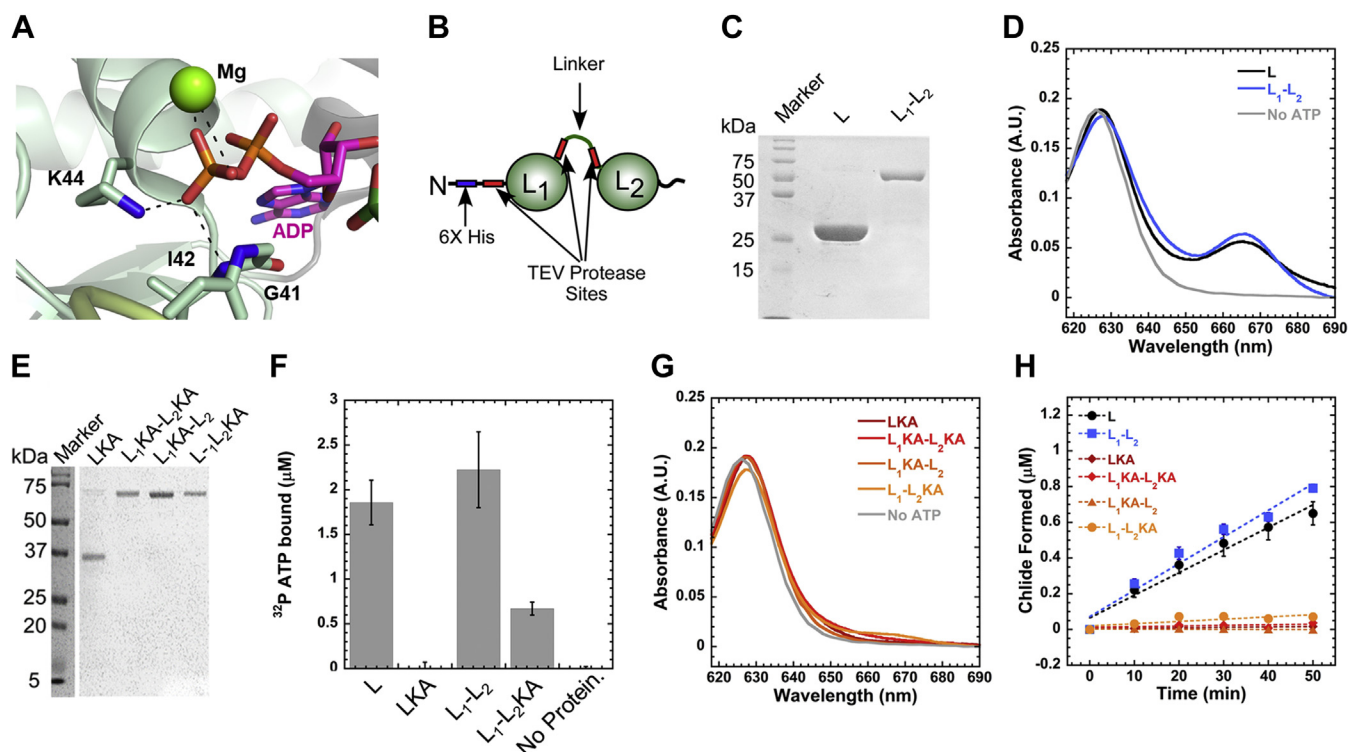 A
Mg
K44
ADP
I42
G41
B
Linker
N
L1
L2
6X His
TEV Protease
Sites
C
Marker
L
L1-L2
kDa
75
50
37
25
15
D
Absorbance (A.U.)
0.25
0.2
0.15
0.1
0.05
0
L
L1-L2
No ATP
620 630 640 650 660 670 680 690
Wavelength (nm)
E
Marker
LKA
L1KA-L2KA
L1KA-L2
L-1L2KA
kDa
75
50
37
25
20
15
5
F
32P ATP bound (μM)
3
2.5
2
1.5
1
0.5
0
L
LKA
L1-L2
L1-L2KA
No Protein.
G
Absorbance (A.U.)
0.25
0.2
0.15
0.1
0.05
0
LKA
L1KA-L2KA
L1KA-L2
L1-L2KA
No ATP
620 630 640 650 660 670 680 690
Wavelength (nm)
H
Chlide Formed (μM)
1.2
1
0.8
0.6
0.4
0.2
0
-0.2
L
L1-L2
LKA
L1KA-L2KA
L1KA-L2
L1-L2KA
0 10 20 30 40 50
Time (min)